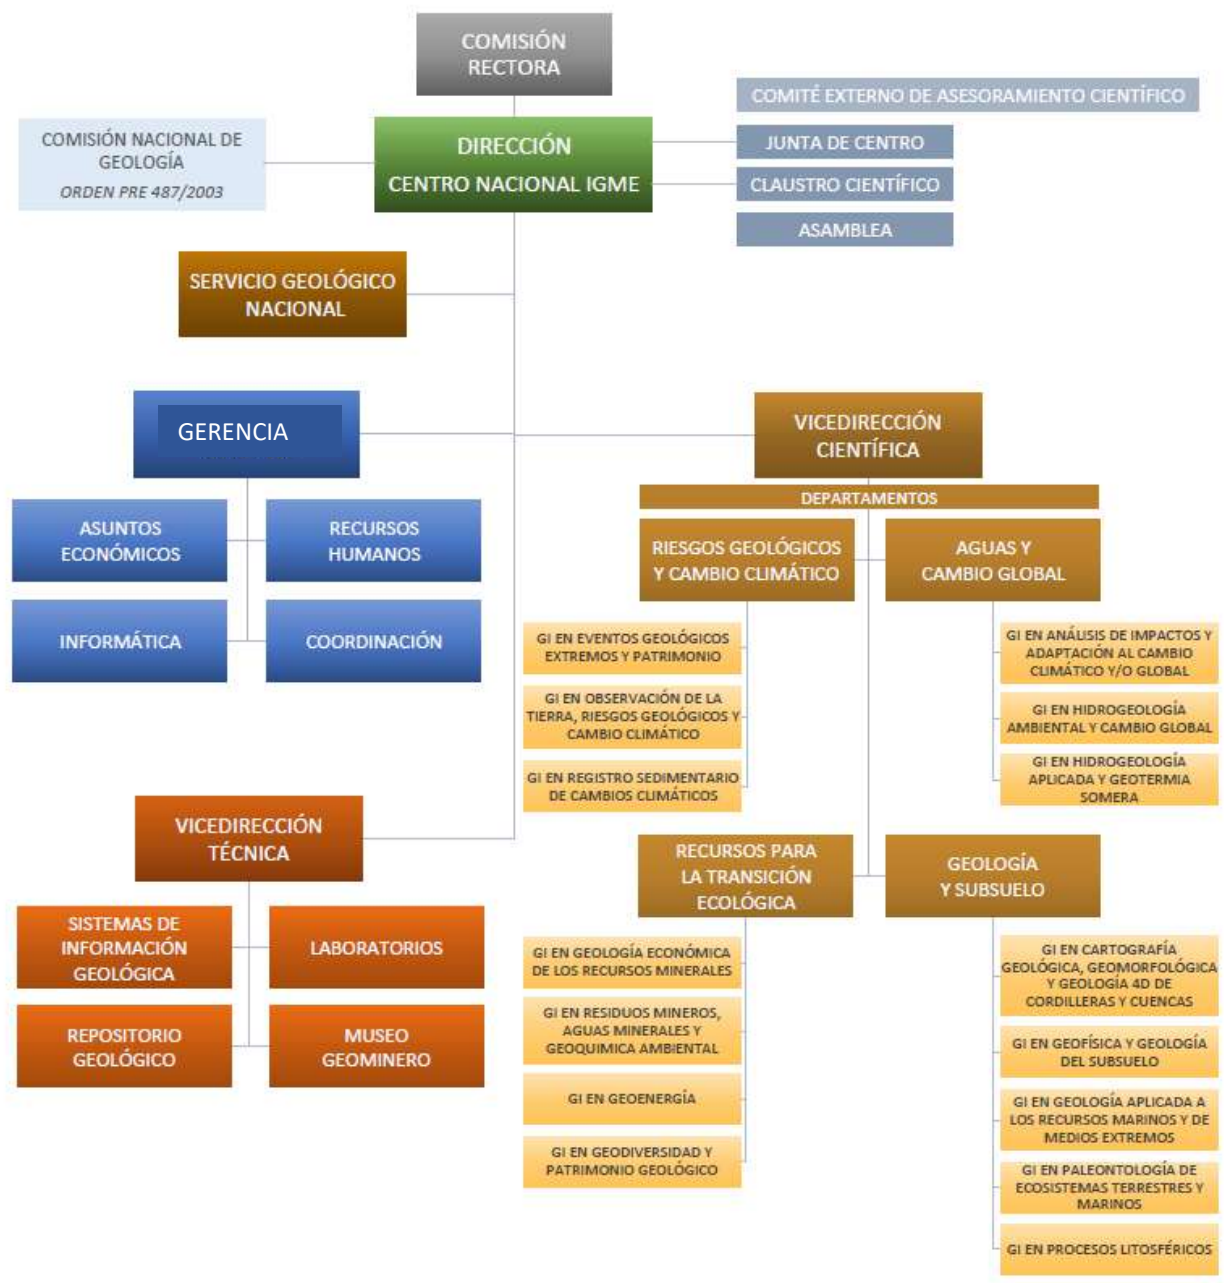 COMISIÓN
RECTORA
COMITÉ EXTERNO DE ASESORAMIENTO CIENTÍFICO
COMISIÓN NACIONAL DE
GEOLOGÍA
ORDEN PRE 487/2003
DIRECCIÓN
CENTRO NACIONAL IGME
JUNTA DE CENTRO
CLAUSTRO CIENTÍFICO
ASAMBLEA
SERVICIO GEOLÓGICO
NACIONAL
GERENCIA
ASUNTOS
ECONÓMICOS
RECURSOS
HUMANOS
INFORMÁTICA
COORDINACIÓN
VICEDIRECCIÓN
CIENTÍFICA
DEPARTAMENTOS
RIESGOS GEOLÓGICOS
Y CAMBIO CLIMÁTICO
AGUAS Y
CAMBIO GLOBAL
GI EN EVENTOS GEOLÓGICOS
EXTREMOS Y PATRIMONIO
GI EN OBSERVACIÓN DE LA
TIERRA, RIESGOS GEOLÓGICOS Y
CAMBIO CLIMÁTICO
GI EN REGISTRO SEDIMENTARIO
DE CAMBIOS CLIMÁTICOS
GI EN ANÁLISIS DE IMPACTOS Y
ADAPTACIÓN AL CAMBIO
CLIMÁTICO Y/O GLOBAL
GI EN HIDROGEOLOGÍA
AMBIENTAL Y CAMBIO GLOBAL
GI EN HIDROGEOLOGÍA
APLICADA Y GEOTERMIA
SOMERA
VICEDIRECCIÓN
TÉCNICA
SISTEMAS DE
INFORMACIÓN
GEOLÓGICA
LABORATORIOS
REPOSITORIO
GEOLÓGICO
MUSEO
GEOMINERO
RECURSOS PARA
LA TRANSICIÓN
ECOLÓGICA
GEOLOGÍA
Y SUBSUELO
GI EN GEOLOGÍA ECONÓMICA
DE LOS RECURSOS MINERALES
GI EN RESIDUOS MINEROS,
AGUAS MINERALES Y
GEOQUIMICA AMBIENTAL
GI EN GEOENERGÍA
GI EN GEODIVERSIDAD Y
PATRIMONIO GEOLÓGICO
GI EN CARTOGRAFÍA
GEOLÓGICA, GEOMORFOLÓGICA
Y GEOLOGÍA 4D DE
CORDILLERAS Y CUENCAS
GI EN GEOFÍSICA Y GEOLOGÍA
DEL SUBSUELO
GI EN GEOLOGÍA APLICADA A
LOS RECURSOS MARINOS Y DE
MEDIOS EXTREMOS
GI EN PALEONTOLOGÍA DE
ECOSISTEMAS TERRESTRES Y
MARINOS
GI EN PROCESOS LITOSFÉRICOS